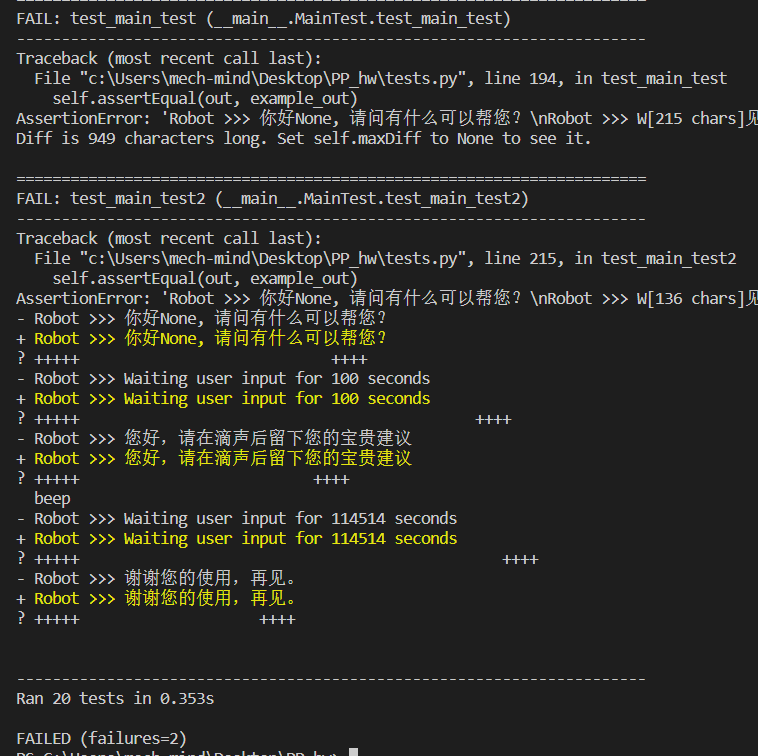 ======================================================================
FAIL: test_main_test (__main__.MainTest.test_main_test)
----------------------------------------------------------------------
Traceback (most recent call last):
  File "c:\Users\mech-mind\Desktop\PP_hw\tests.py", line 194, in test_main_test
    self.assertEqual(out, example_out)
AssertionError: 'Robot >>> 你好None, 请问有什么可以帮您? \nRobot >>> W[215 chars]见
Diff is 949 characters long. Set self.maxDiff to None to see it.
======================================================================
FAIL: test_main_test2 (__main__.MainTest.test_main_test2)
----------------------------------------------------------------------
Traceback (most recent call last):
  File "c:\Users\mech-mind\Desktop\PP_hw\tests.py", line 215, in test_main_test2
    self.assertEqual(out, example_out)
AssertionError: 'Robot >>> 你好None, 请问有什么可以帮您? \nRobot >>> W[136 chars]见
- Robot >>> 你好None, 请问有什么可以帮您?
+ Robot >>> 你好None, 请问有什么可以帮您?
? +++++                            ++++
- Robot >>> Waiting user input for 100 seconds
+ Robot >>> Waiting user input for 100 seconds
? +++++                                            ++++
- Robot >>> 您好，请在滴声后留下您的宝贵建议
+ Robot >>> 您好，请在滴声后留下您的宝贵建议
? +++++                          ++++
  beep
- Robot >>> Waiting user input for 114514 seconds
+ Robot >>> Waiting user input for 114514 seconds
? +++++                                               ++++
- Robot >>> 谢谢您的使用，再见。
+ Robot >>> 谢谢您的使用，再见。
? +++++                    ++++
----------------------------------------------------------------------
Ran 20 tests in 0.353s
FAILED (failures=2)
PS C:\Users\mech-mind\Desktop\PP_hw>